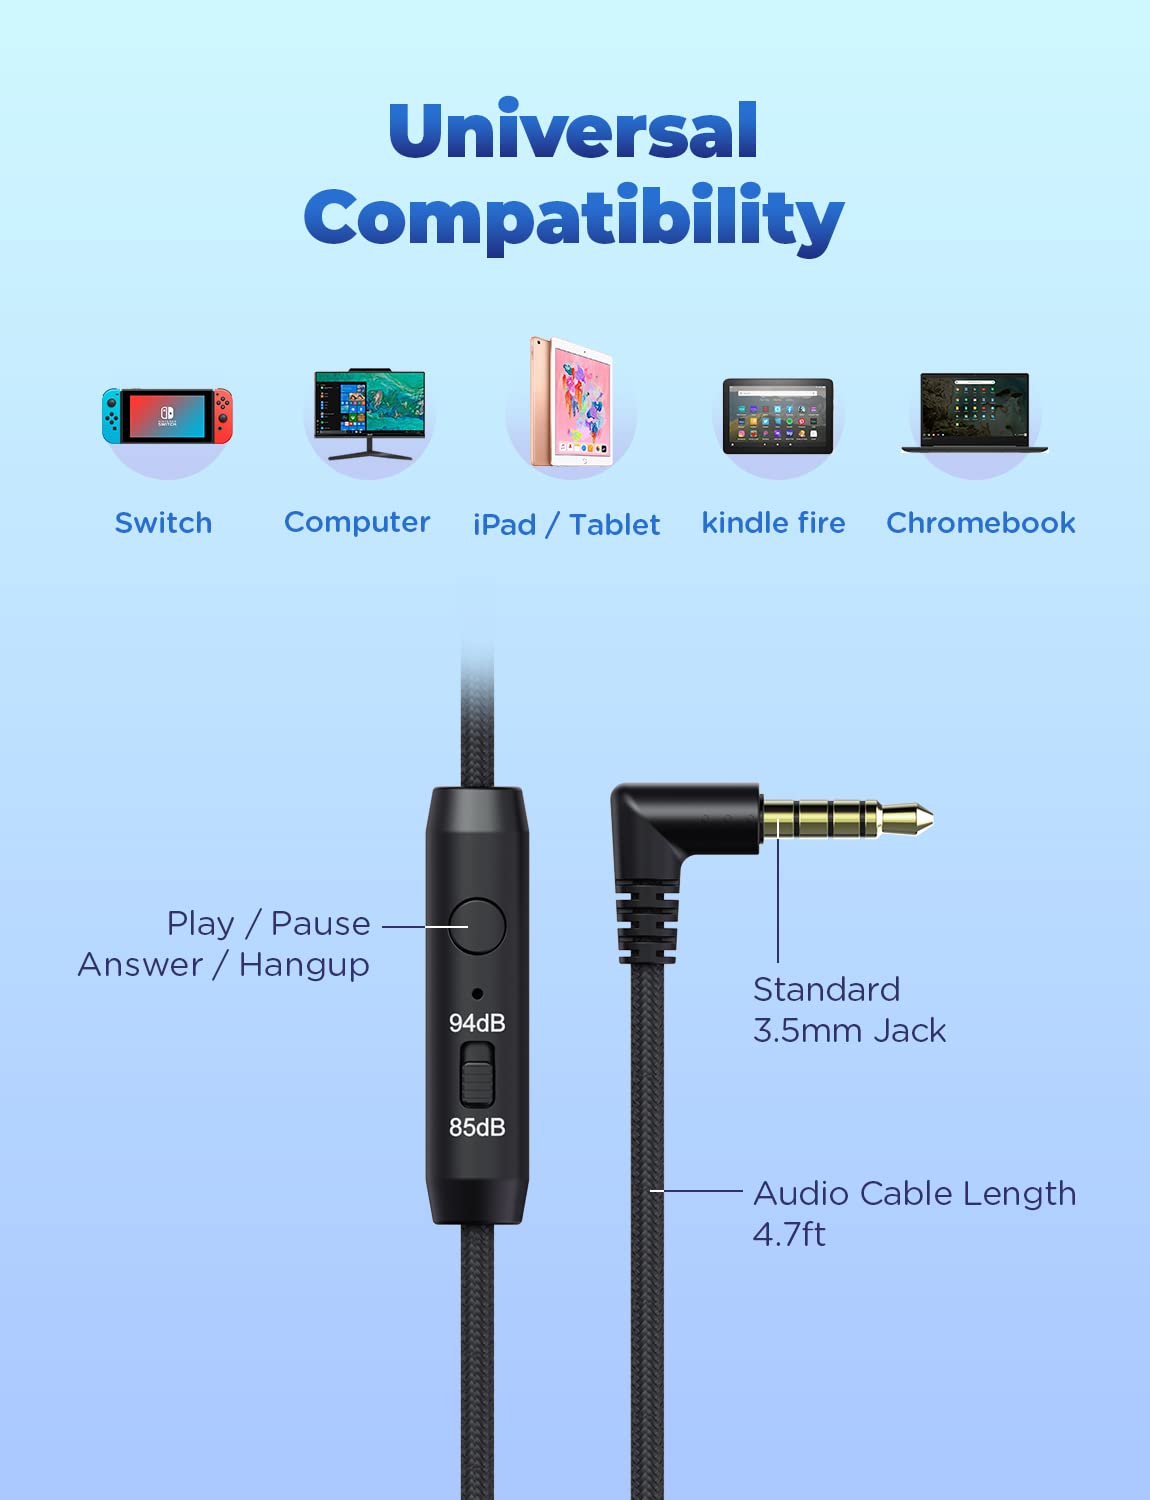 Universal
Compatibility
SWITCH
Switch
Computer
iPad / Tablet
kindle fire
Chromebook
Play / Pause
Answer / Hangup
94dB
85dB
Standard
3.5mm Jack
Audio Cable Length
4.7ft